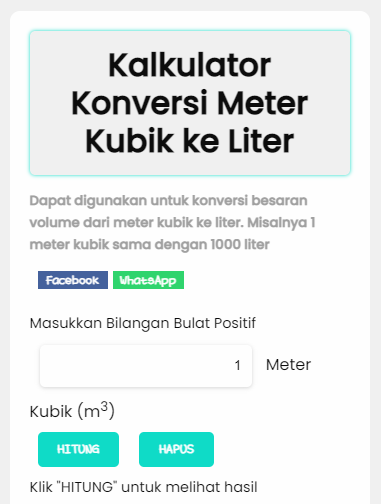 Kalkulator
Konversi Meter
Kubik ke Liter
Dapat digunakan untuk konversi besaran
volume dari meter kubik ke liter. Misalnya 1
meter kubik sama dengan 1000 liter
Facebook WhatsApp
Masukkan Bilangan Bulat Positif
1 Meter
Kubik (m³)
HITUNG HAPUS
Klik "HITUNG" untuk melihat hasil